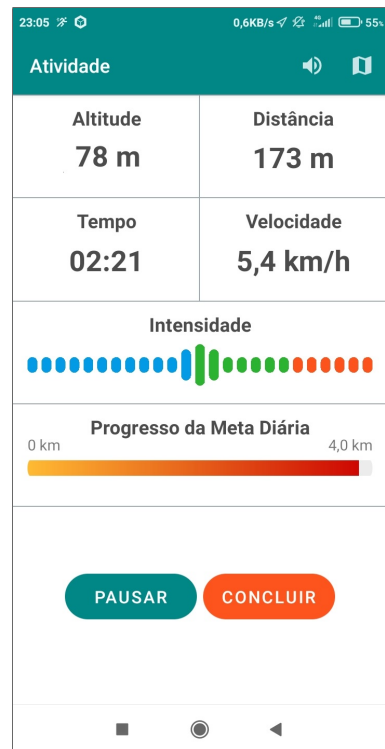 23:05 0,6KB/s 4G 55%
Atividade
Altitude Distância
78 m 173 m
Tempo Velocidade
02:21 5,4 km/h
Intensidade
Progresso da Meta Diária
0 km 4,0 km
PAUSAR CONCLUIR